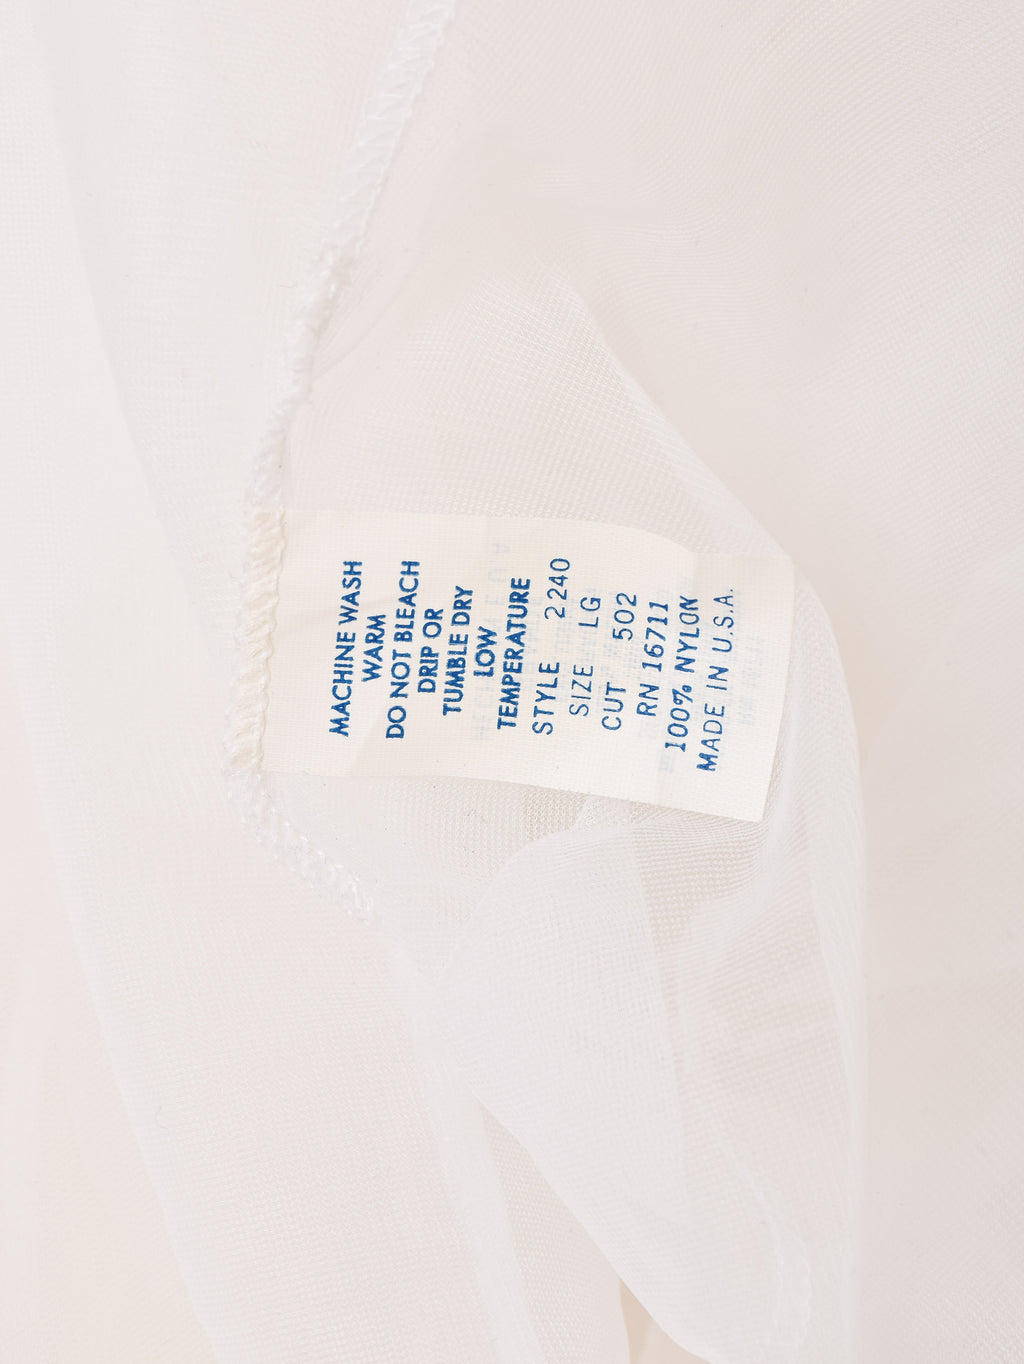 MACHINE WASH
WARM
DO NOT BLEACH
DRIP OR
TUMBLE DRY
LOW
TEMPERATURE
STYLE 2240
SIZE LG
CUT 502
RN 16711
100% NYLON
MADE IN U.S.A.